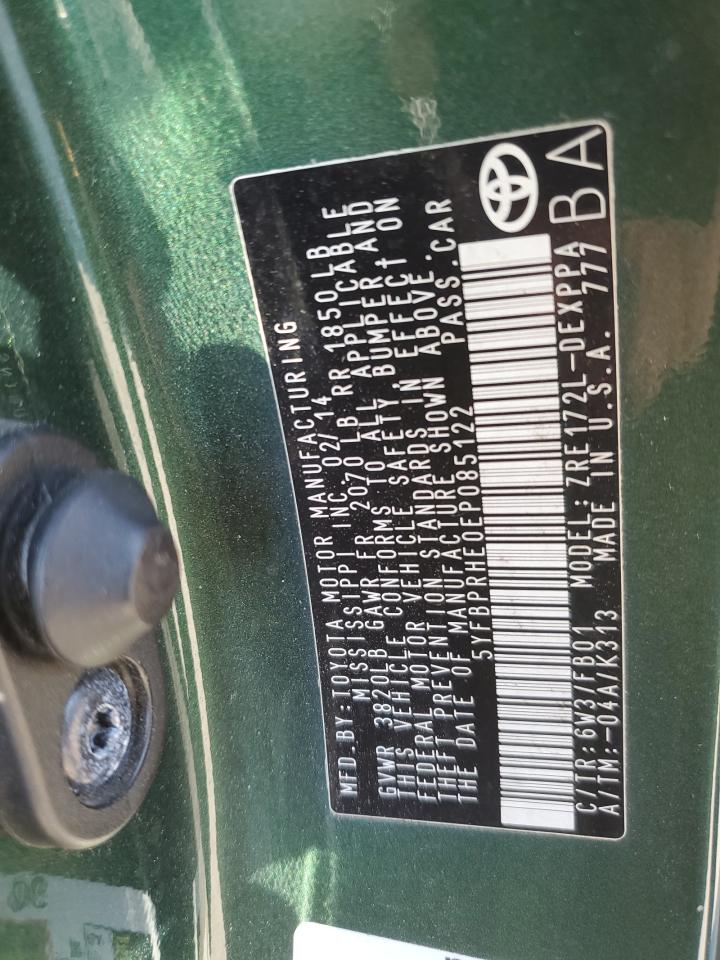 MFD.BY:TOYOTA MOTOR MANUFACTURING
MISSISSIPPI INC 02/14
GVWR 3820LB GAWR FR 2070 LB RR 1850 LB
THIS VEHICLE CONFORMS TO ALL APPLICABLE
FEDERAL MOTOR VEHICLE SAFETY, BUMPER AND
THEFT PREVENTION STANDARDS IN EFFECT ON
THE DATE OF MANUFACTURE SHOWN ABOVE.
5YFBPRHE0EP085122 PASS.CAR
C/TR:6W3/FB01 MODEL: ZRE172L-DEXPPA
A/TM:-04A/K313 MADE IN U.S.A. 777
BA